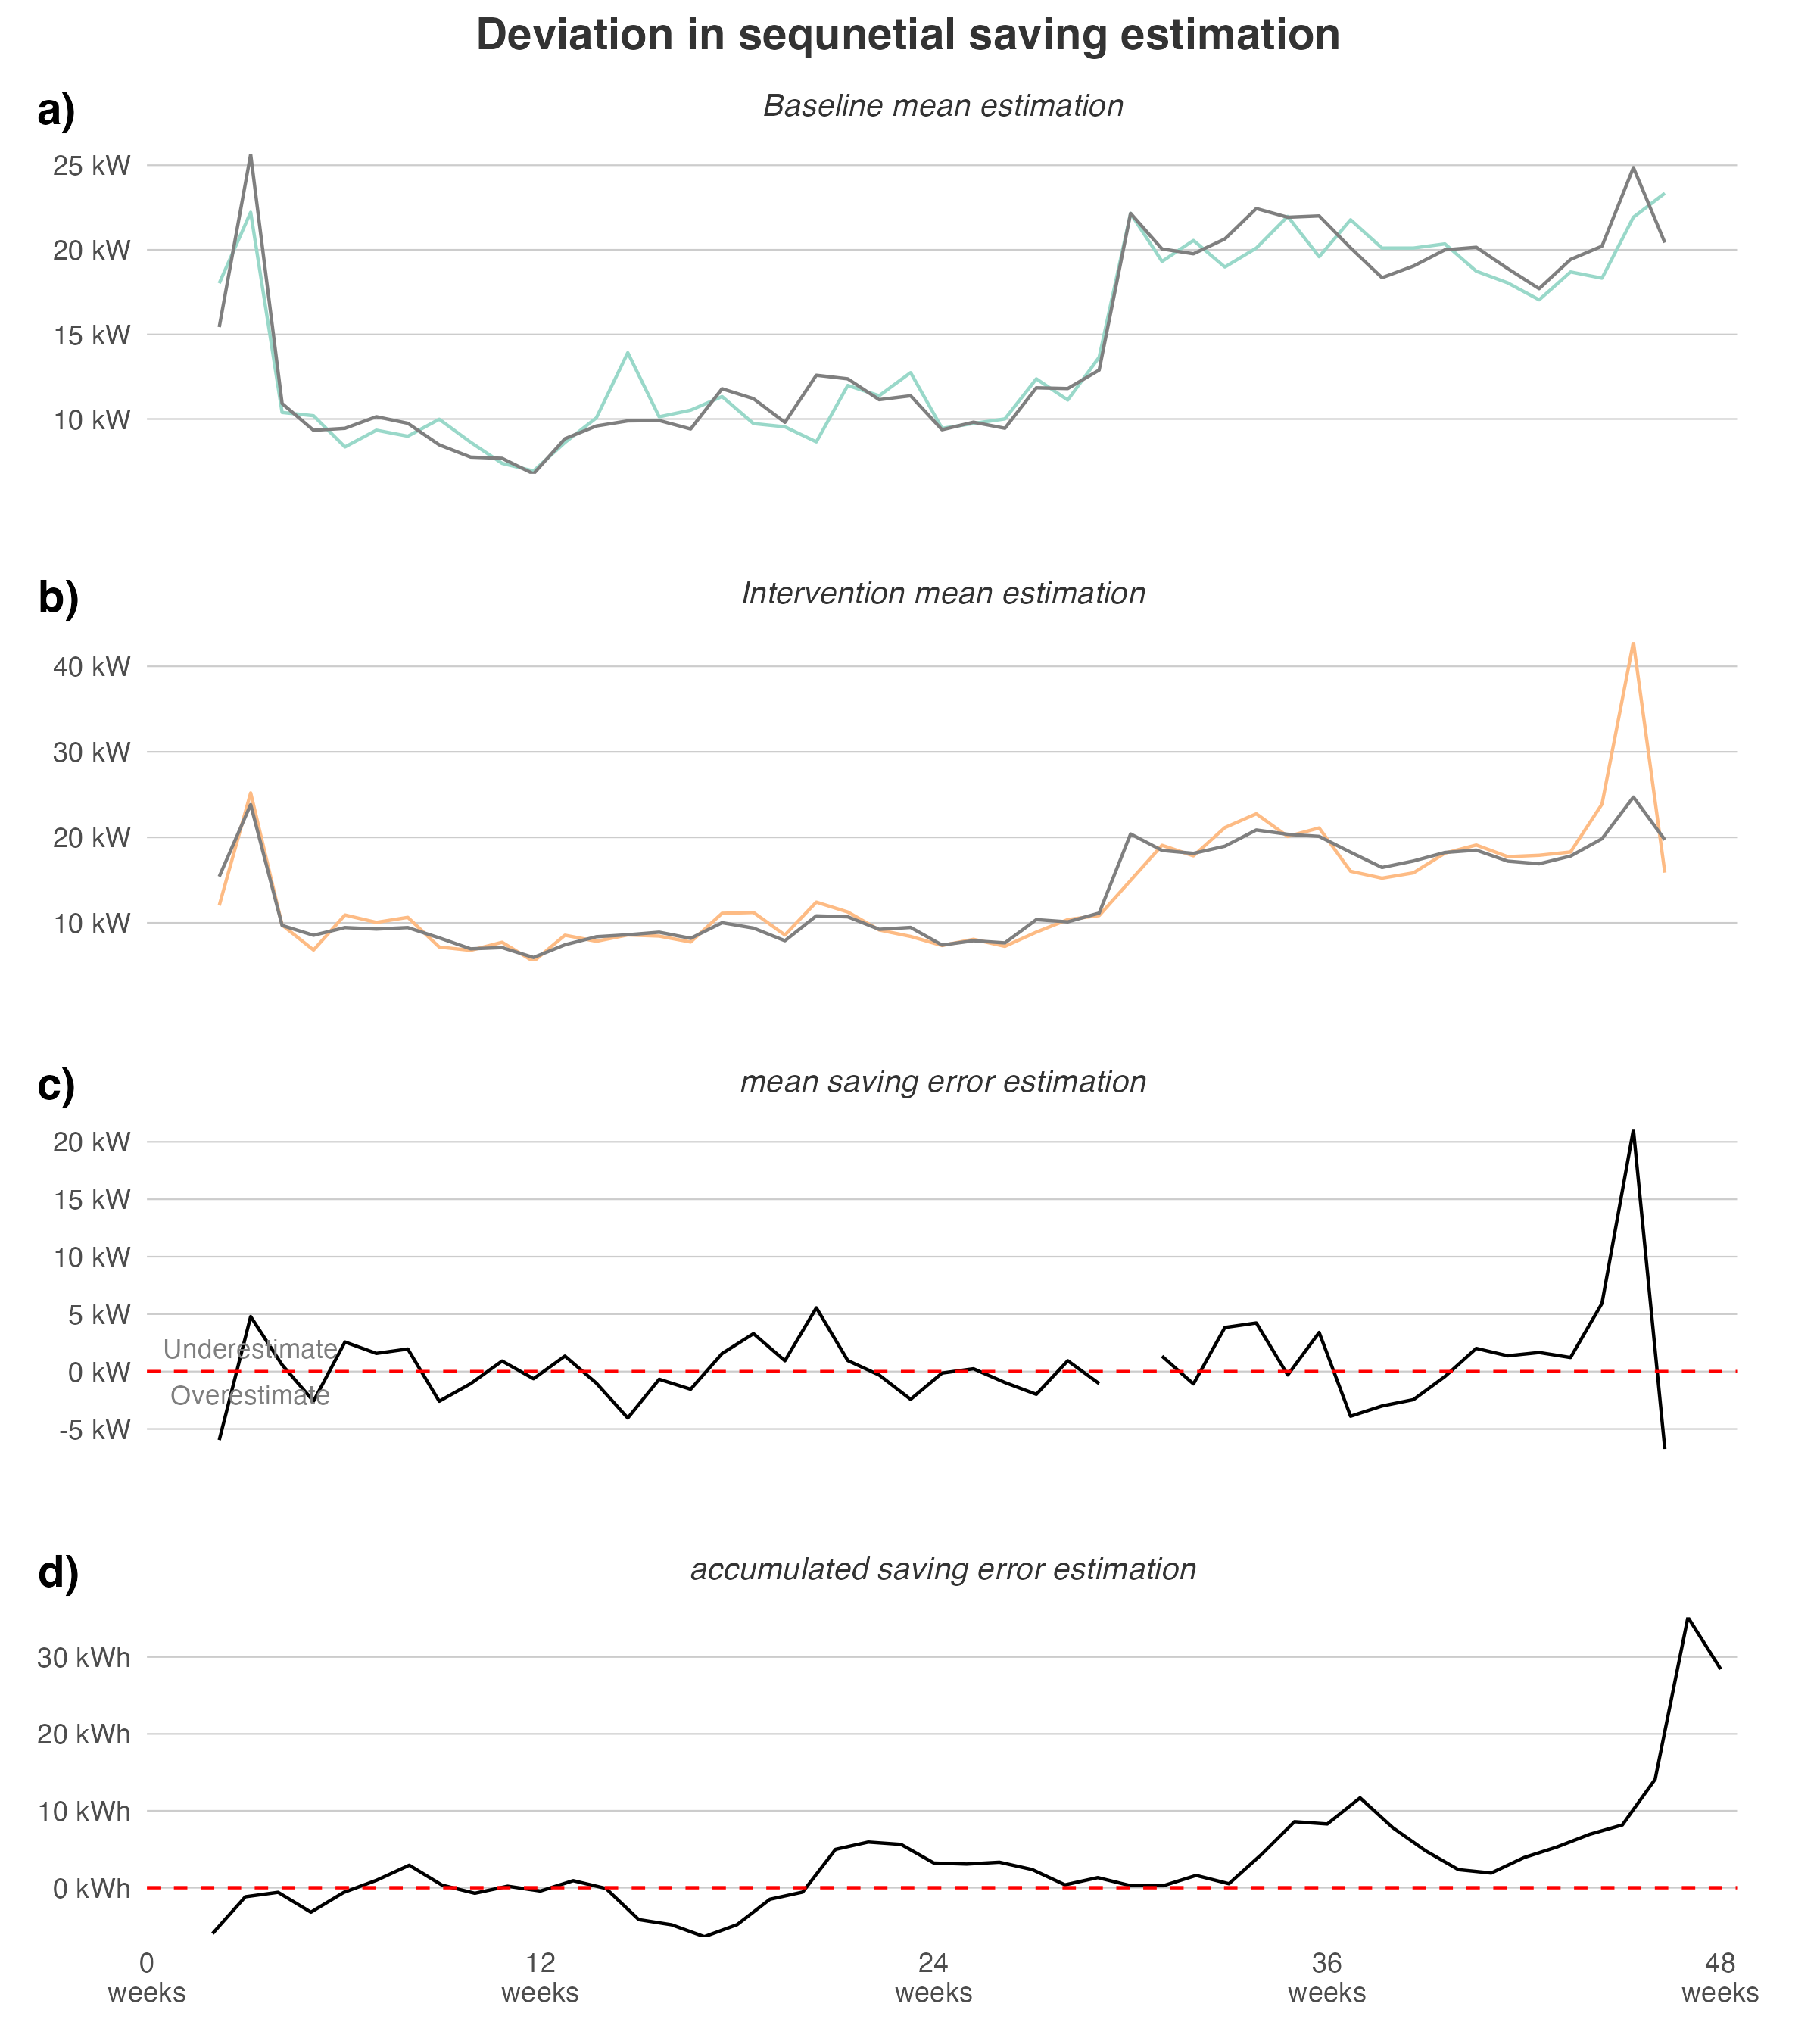 Deviation in sequnetial saving estimation
a)
Baseline mean estimation
25 kW
20 kW
15 kW
10 kW
b)
Intervention mean estimation
40 kW
30 kW
20 kW
10 kW
c)
mean saving error estimation
20 kW
15 kW
10 kW
5 kW
Underestimate
0 kW
Overestimate
-5 kW
d)
accumulated saving error estimation
30 kWh
20 kWh
10 kWh
0 kWh
0 12 24 36 48
weeks weeks weeks weeks weeks